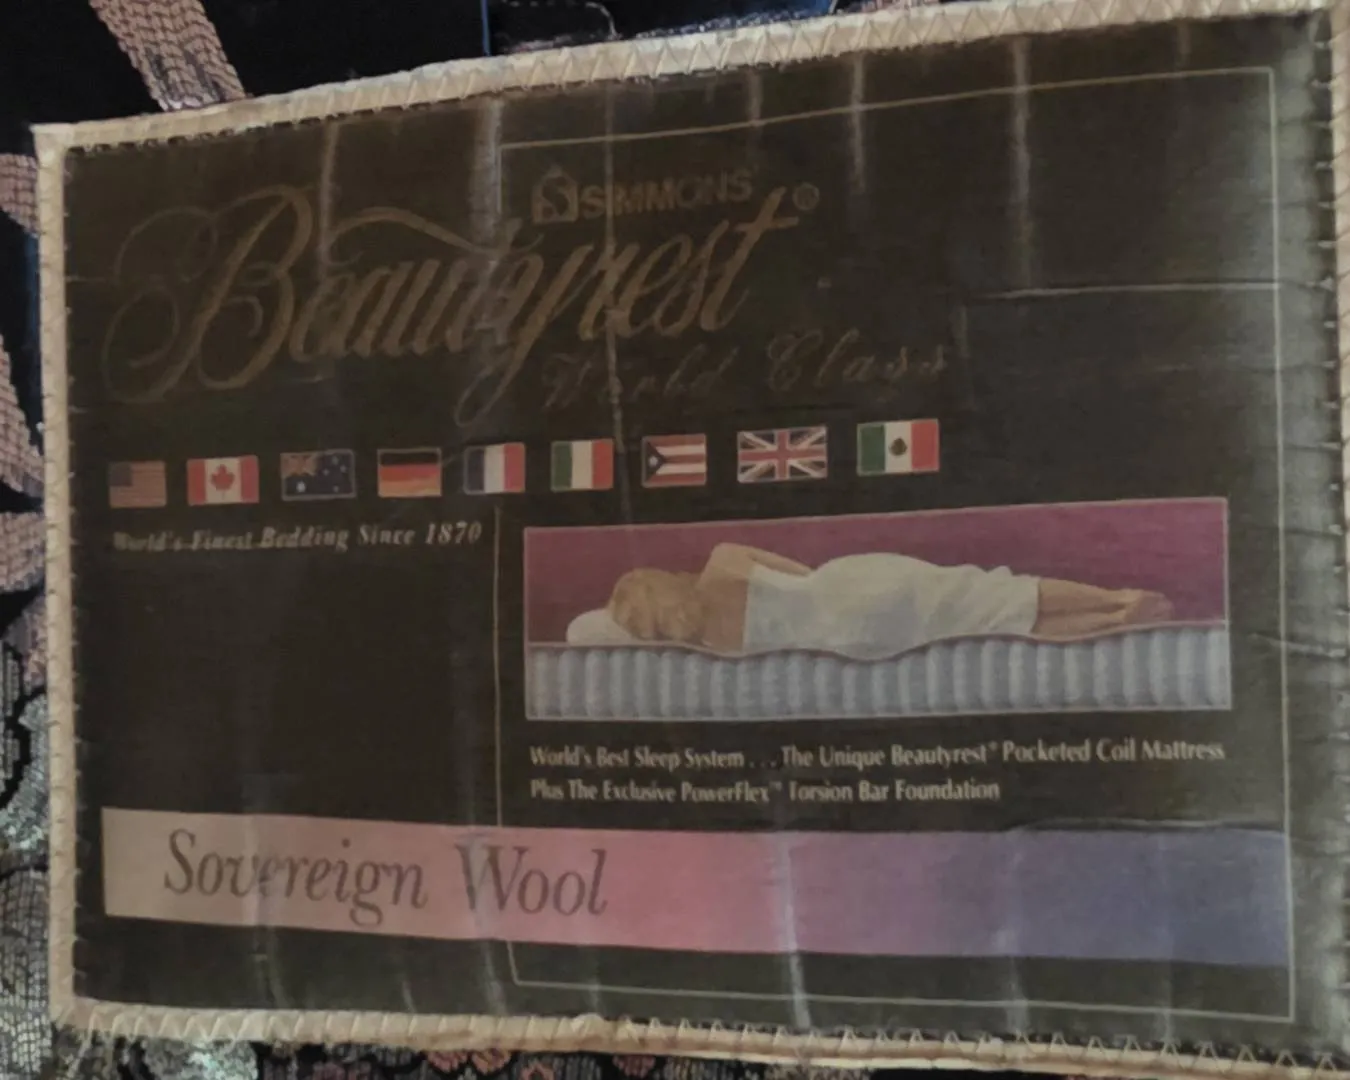 SIMMONS
Beautyrest®
World Class
World's Finest Bedding Since 1870
World's Best Sleep System . . . The Unique Beautyrest® Pocketed Coil Mattress
Plus The Exclusive PowerFlex™ Torsion Bar Foundation
Sovereign Wool